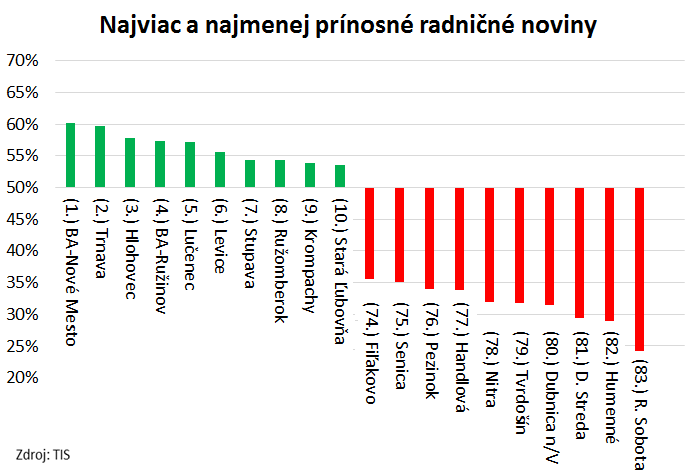 Najviac a najmenej prínosné radničné noviny
70%
65%
60%
55%
50%
45%
40%
35%
30%
25%
20%
(1.) BA-Nové Mesto
(2.) Trnava
(3.) Hlohovec
(4.) BA-Ružinov
(5.) Lučenec
(6.) Levice
(7.) Stupava
(8.) Ružomberok
(9.) Krompachy
(10.) Stará Ľubovňa
(74.) Fiľakovo
(75.) Senica
(76.) Pezinok
(77.) Handlová
(78.) Nitra
(79.) Tvrdošín
(80.) Dubnica n/V
(81.) D. Streda
(82.) Humenné
(83.) R. Sobota
Zdroj: TIS